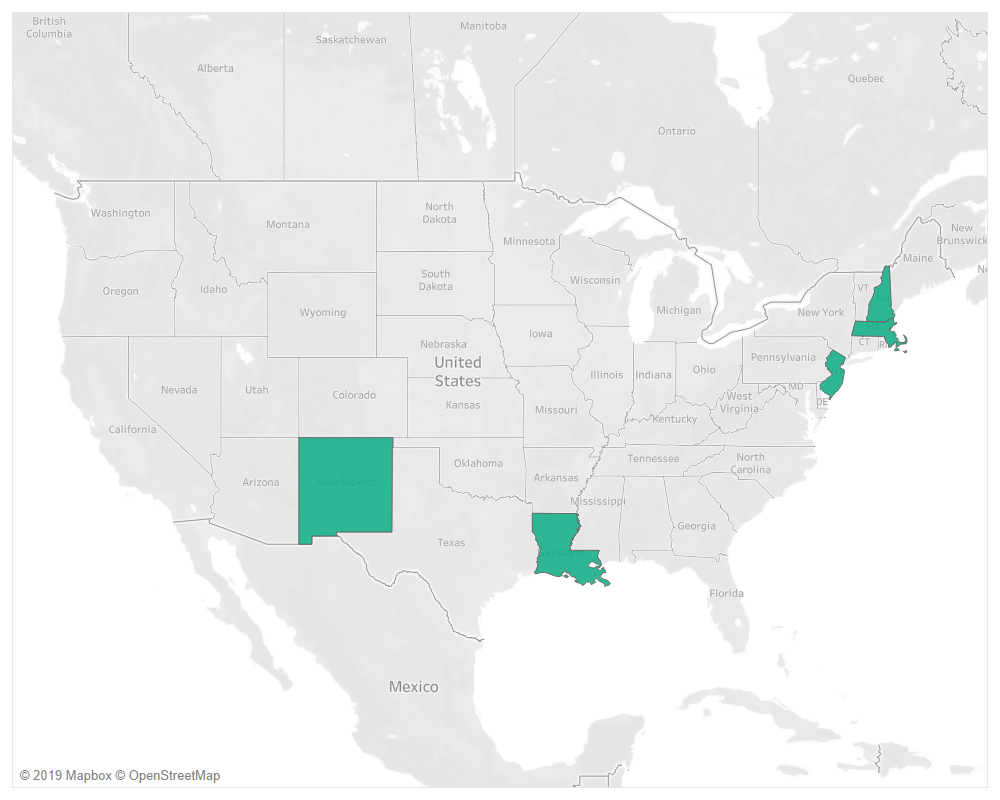 British
Columbia
Manitoba
Saskatchewan
Alberta
Quebec
Ontario
Washington
North
Dakota
Montana
Minnesota
New
Brunswick
Maine
South
Dakota
Wisconsin
Oregon
Idaho
VT
NH
Wyoming
Michigan
New York
MA
Iowa
Nebraska
CT
RI
United
States
Pennsylvania
Nevada
Utah
Colorado
Illinois
Indiana
Ohio
MD
Kansas
West
Virginia
DE
Missouri
Kentucky
California
Tennessee
North
Carolina
Oklahoma
Arizona
New Mexico
Arkansas
Mississippi
Georgia
Texas
Louisiana
Florida
Mexico
© 2019 Mapbox © OpenStreetMap